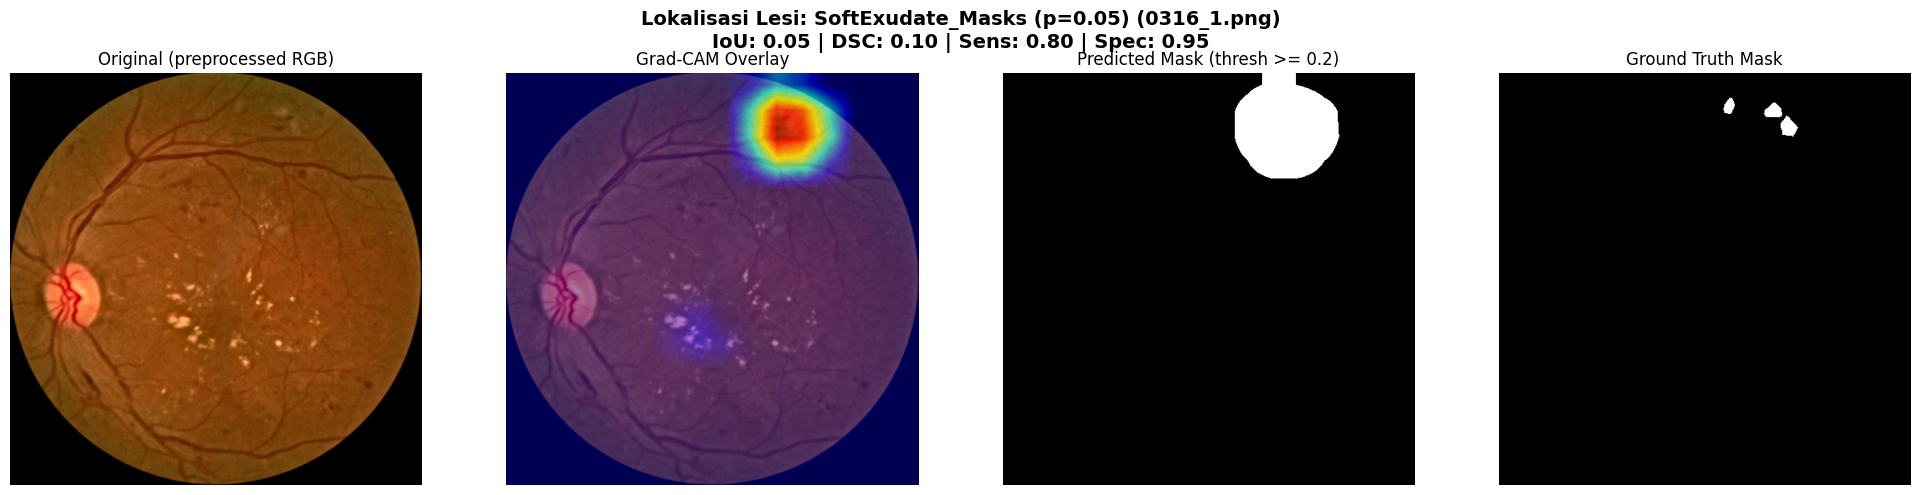 Lokalisasi Lesi: SoftExudate_Masks (p=0.05) (0316_1.png)
IoU: 0.05 | DSC: 0.10 | Sens: 0.80 | Spec: 0.95
Original (preprocessed RGB)
Grad-CAM Overlay
Predicted Mask (thresh >= 0.2)
Ground Truth Mask